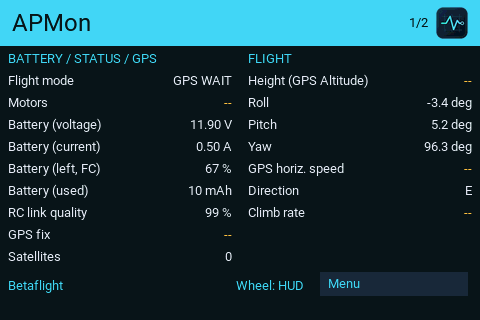 APMon 1/2
BATTERY / STATUS / GPS
Flight mode GPS WAIT
Motors --
Battery (voltage) 11.90 V
Battery (current) 0.50 A
Battery (left, FC) 67 %
Battery (used) 10 mAh
RC link quality 99 %
GPS fix --
Satellites 0
FLIGHT
Height (GPS Altitude) --
Roll -3.4 deg
Pitch 5.2 deg
Yaw 96.3 deg
GPS horiz. speed --
Direction E
Climb rate --
Betaflight Wheel: HUD Menu